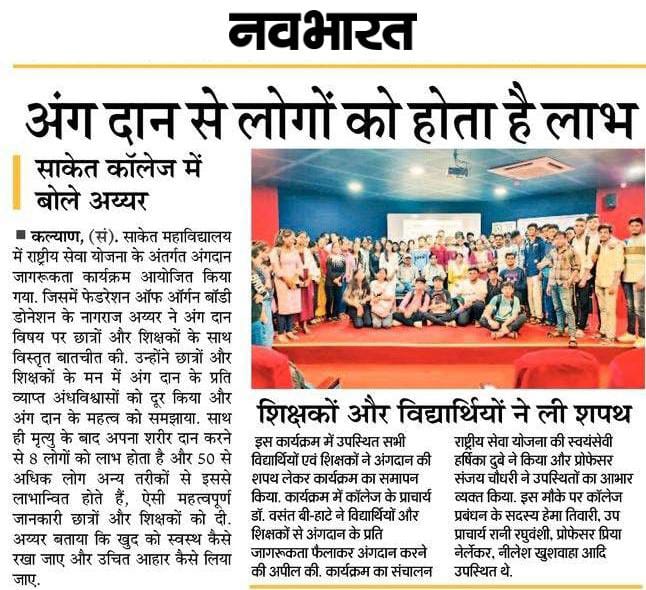 नवभारत
अंग दान से लोगों को होता है लाभ
साकेत कॉलेज में
बोले अय्यर
■ कल्याण, (सं). साकेत महाविद्यालय
में राष्ट्रीय सेवा योजना के अंतर्गत अंगदान
जागरूकता कार्यक्रम आयोजित किया
गया. जिसमें फेडरेशन ऑफ ऑर्गन बॉडी
डोनेशन के नागराज अय्यर ने अंग दान
विषय पर छात्रों और शिक्षकों के साथ
विस्तृत बातचीत की. उन्होंने छात्रों और
शिक्षकों के मन में अंग दान के प्रति
व्याप्त अंधविश्वासों को दूर किया और
अंग दान के महत्व को समझाया. साथ
ही मृत्यु के बाद अपना शरीर दान करने
से 8 लोगों को लाभ होता है और 50 से
अधिक लोग अन्य तरीकों से इससे
लाभान्वित होते हैं, ऐसी महत्वपूर्ण
जानकारी छात्रों और शिक्षकों को दी.
अय्यर बताया कि खुद को स्वस्थ कैसे
रखा जाए और उचित आहार कैसे लिया
जाए.
शिक्षकों और विद्यार्थियों ने ली शपथ
इस कार्यक्रम में उपस्थित सभी
विद्यार्थियों एवं शिक्षकों ने अंगदान की
शपथ लेकर कार्यक्रम का समापन
किया. कार्यक्रम में कॉलेज के प्राचार्य
डॉ. वसंत बी-हाटे ने विद्यार्थियों और
शिक्षकों से अंगदान के प्रति
जागरूकता फैलाकर अंगदान करने
की अपील की. कार्यक्रम का संचालन
राष्ट्रीय सेवा योजना की स्वयंसेवी
हर्षिका दुबे ने किया और प्रोफेसर
संजय चौधरी ने उपस्थितों का आभार
व्यक्त किया. इस मौके पर कॉलेज
प्रबंधन के सदस्य हेमा तिवारी, उप
प्राचार्य रानी रघुवंशी, प्रोफेसर प्रिया
नेर्लेकर, नीलेश खुशवाहा आदि
उपस्थित थे.